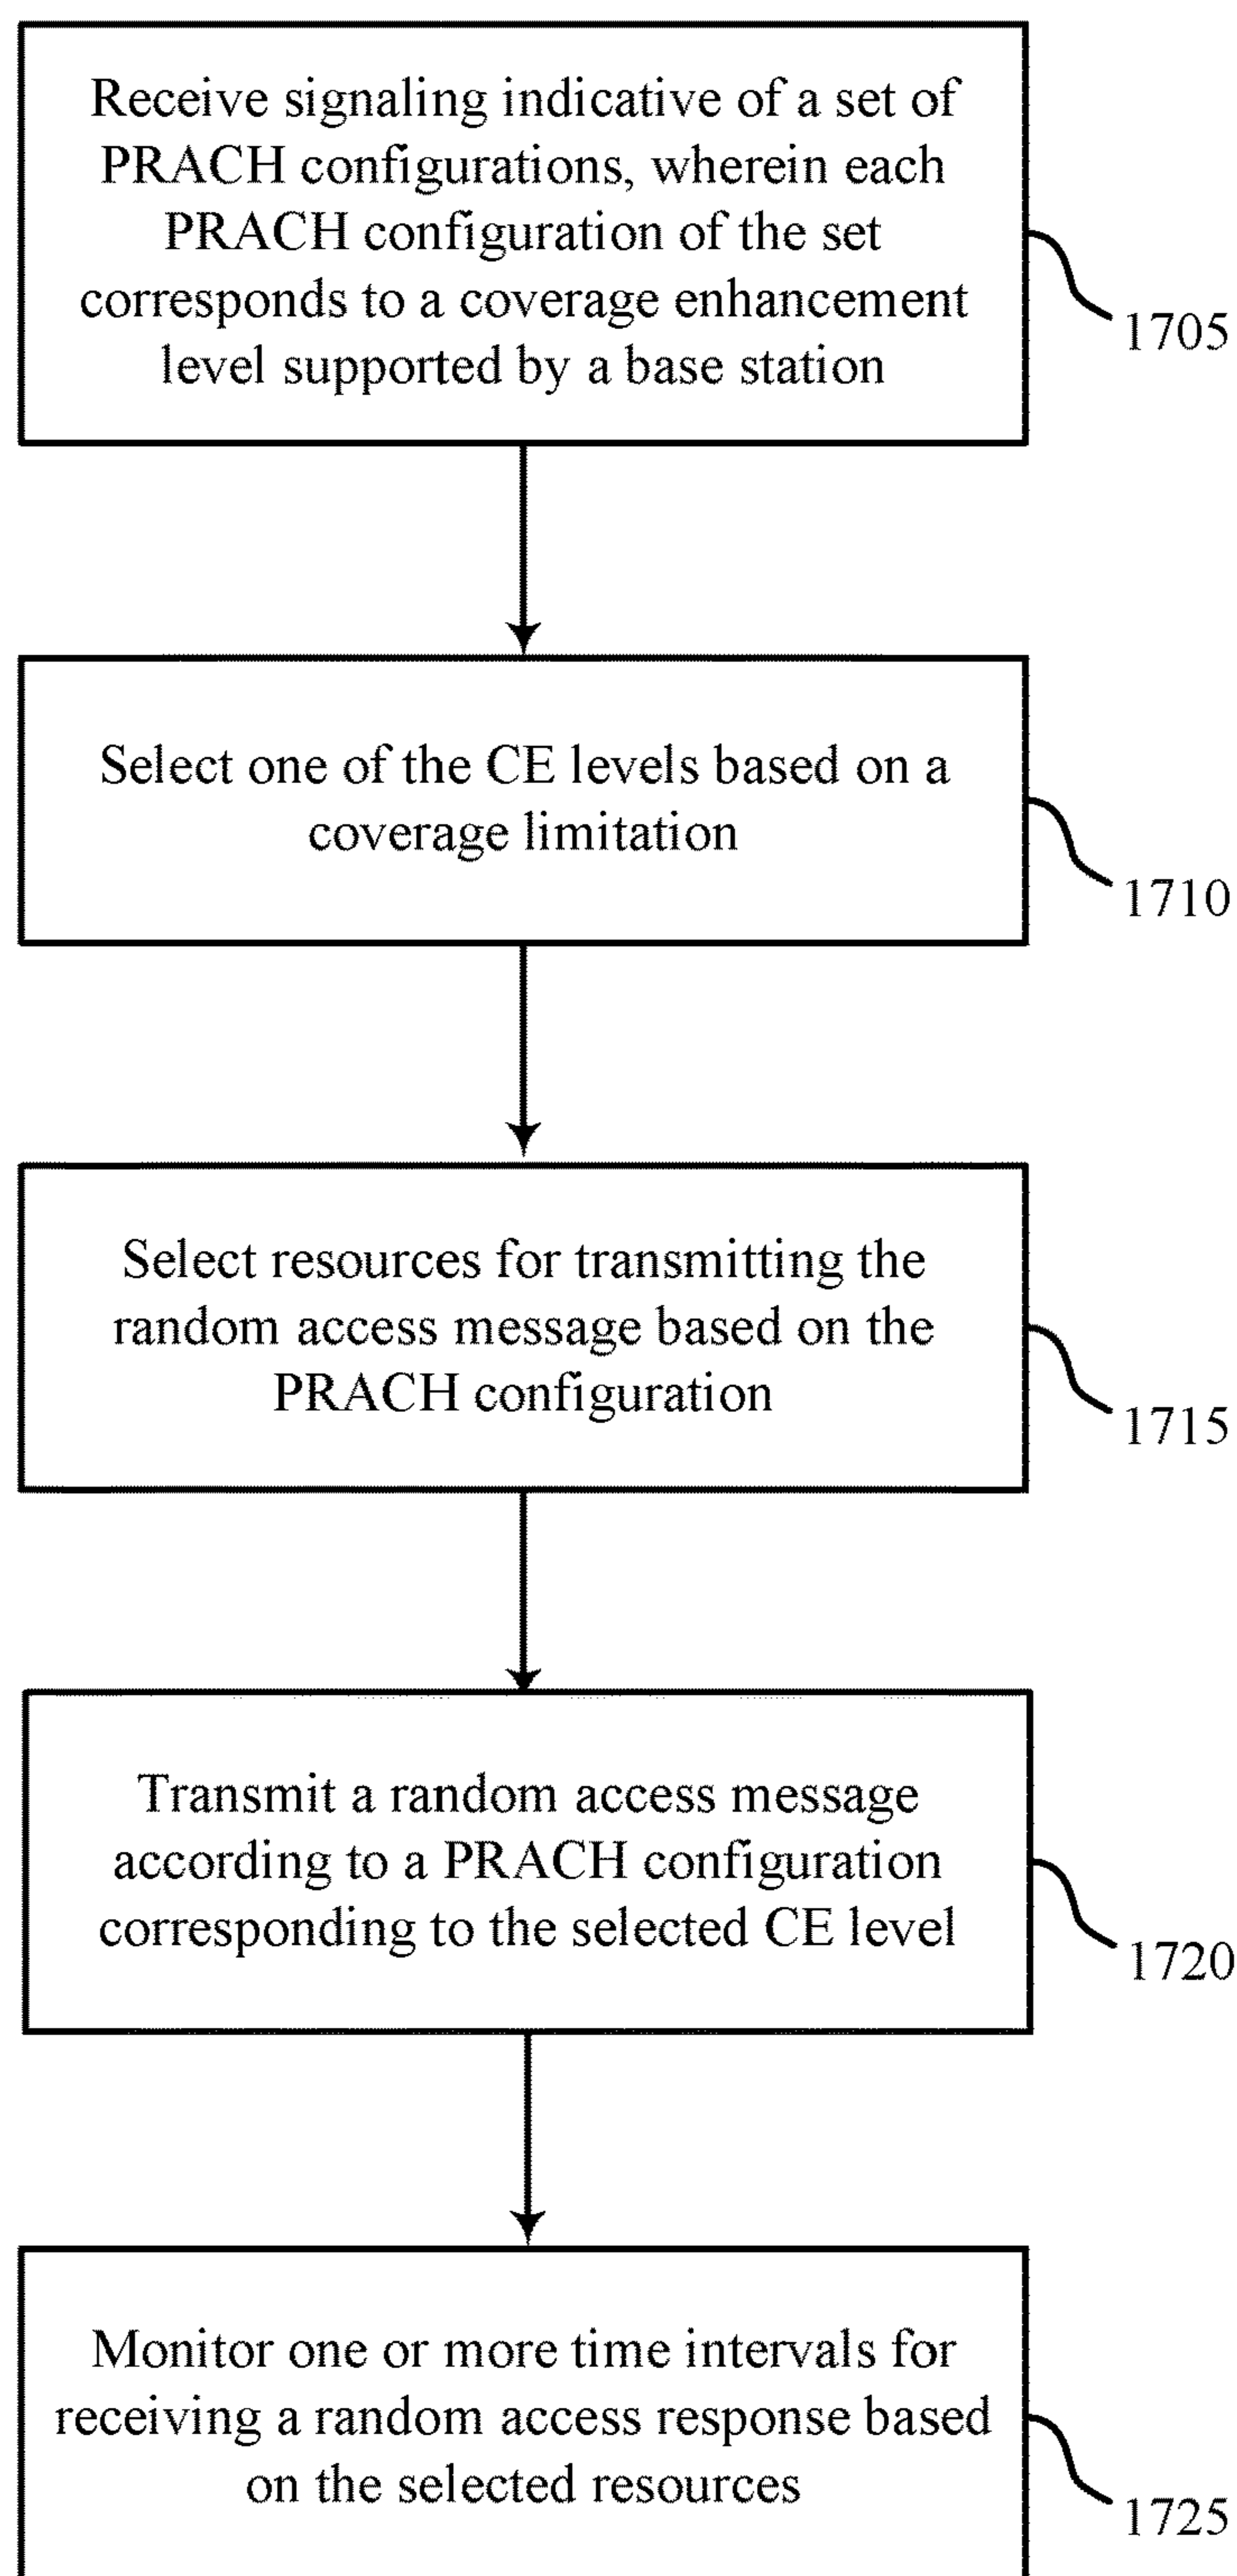 Receive signaling indicative of a set of
PRACH configurations, wherein each
PRACH configuration of the set
corresponds to a coverage enhancement
level supported by a base station
1705
Select one of the CE levels based on a
coverage limitation
1710
Select resources for transmitting the
random access message based on the
PRACH configuration
1715
Transmit a random access message
according to a PRACH configuration
corresponding to the selected CE level
1720
Monitor one or more time intervals for
receiving a random access response based
on the selected resources
1725